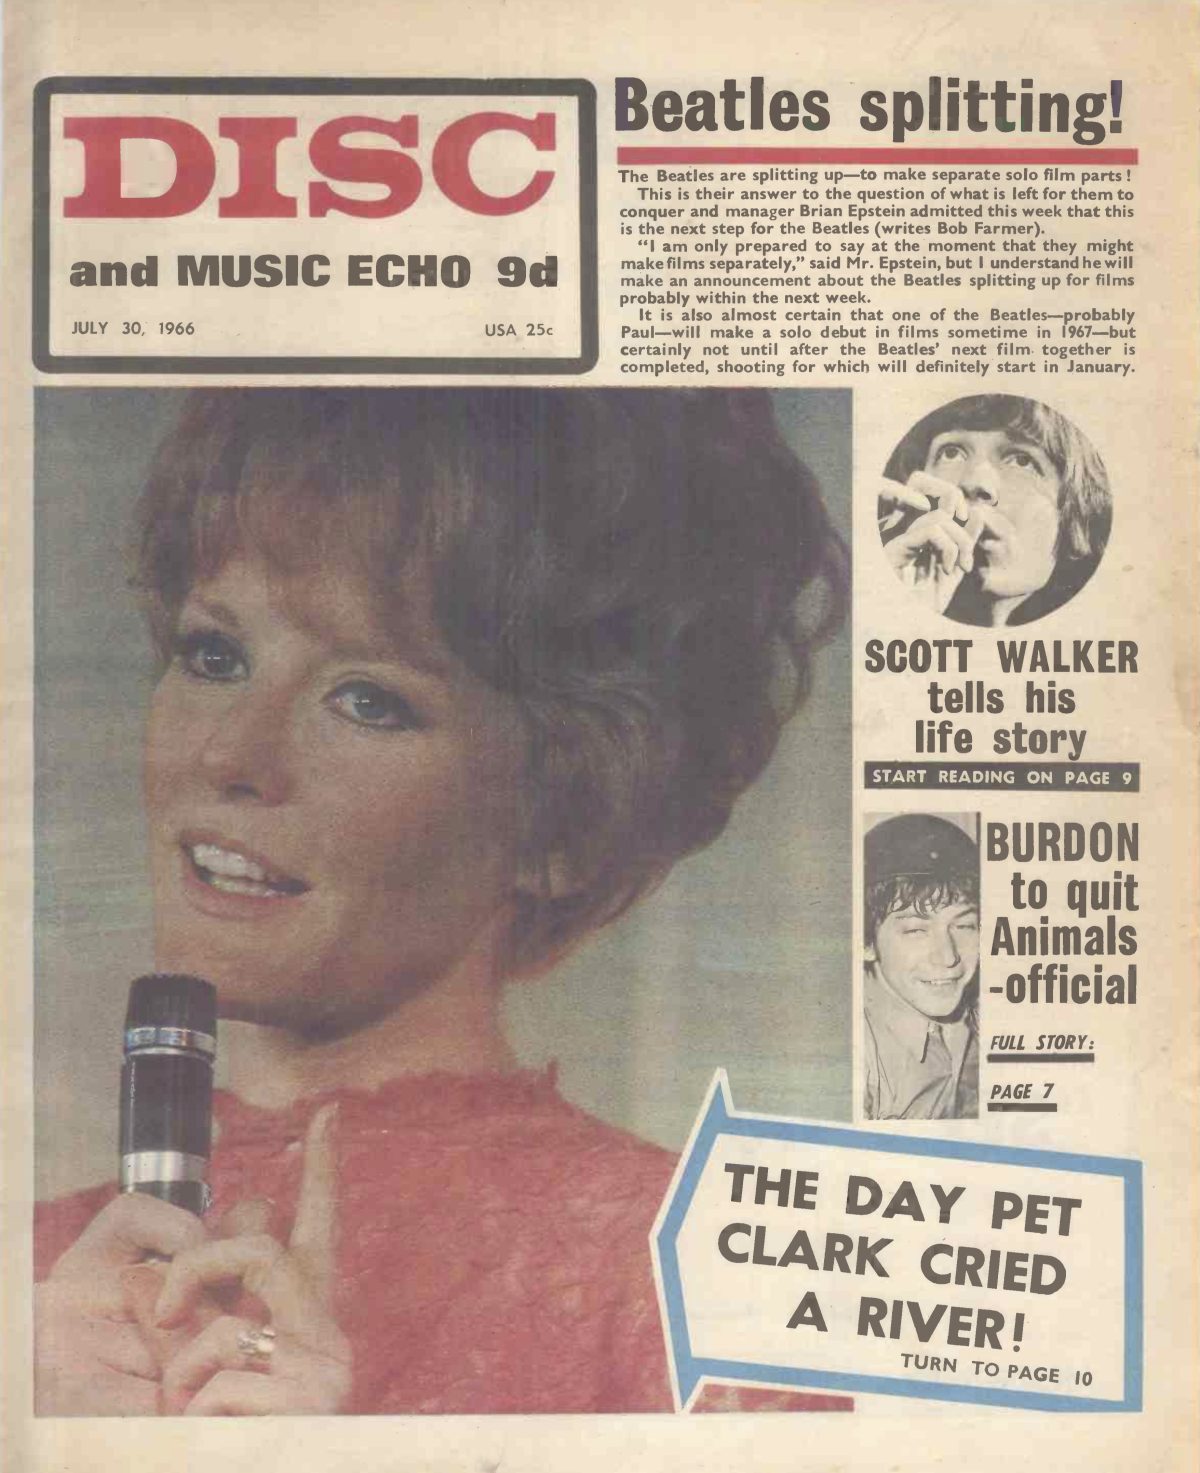 DISC
and MUSIC ECHO 9d
JULY 30, 1966 USA 25c
Beatles splitting!
The Beatles are splitting up—to make separate solo film parts!
This is their answer to the question of what is left for them to
conquer and manager Brian Epstein admitted this week that this
is the next step for the Beatles (writes Bob Farmer).
“I am only prepared to say at the moment that they might
make films separately,” said Mr. Epstein, but I understand he will
make an announcement about the Beatles splitting up for films
probably within the next week.
It is also almost certain that one of the Beatles—probably
Paul—will make a solo debut in films sometime in 1967—but
certainly not until after the Beatles’ next film together is
completed, shooting for which will definitely start in January.
SCOTT WALKER
tells his
life story
START READING ON PAGE 9
BURDON
to quit
Animals
-official
FULL STORY:
PAGE 7
THE DAY PET
CLARK CRIED
A RIVER!
TURN TO PAGE 10